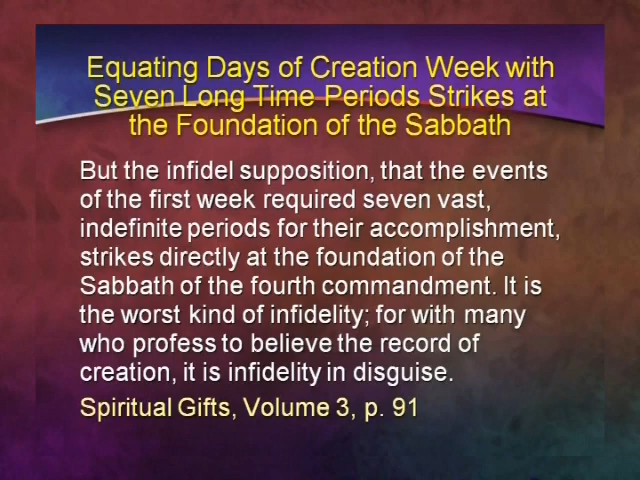 Equating Days of Creation Week with
Seven Long Time Periods Strikes at
the Foundation of the Sabbath
But the infidel supposition, that the events
of the first week required seven vast,
indefinite periods for their accomplishment,
strikes directly at the foundation of the
Sabbath of the fourth commandment. It is
the worst kind of infidelity; for with many
who profess to believe the record of
creation, it is infidelity in disguise.
Spiritual Gifts, Volume 3, p. 91